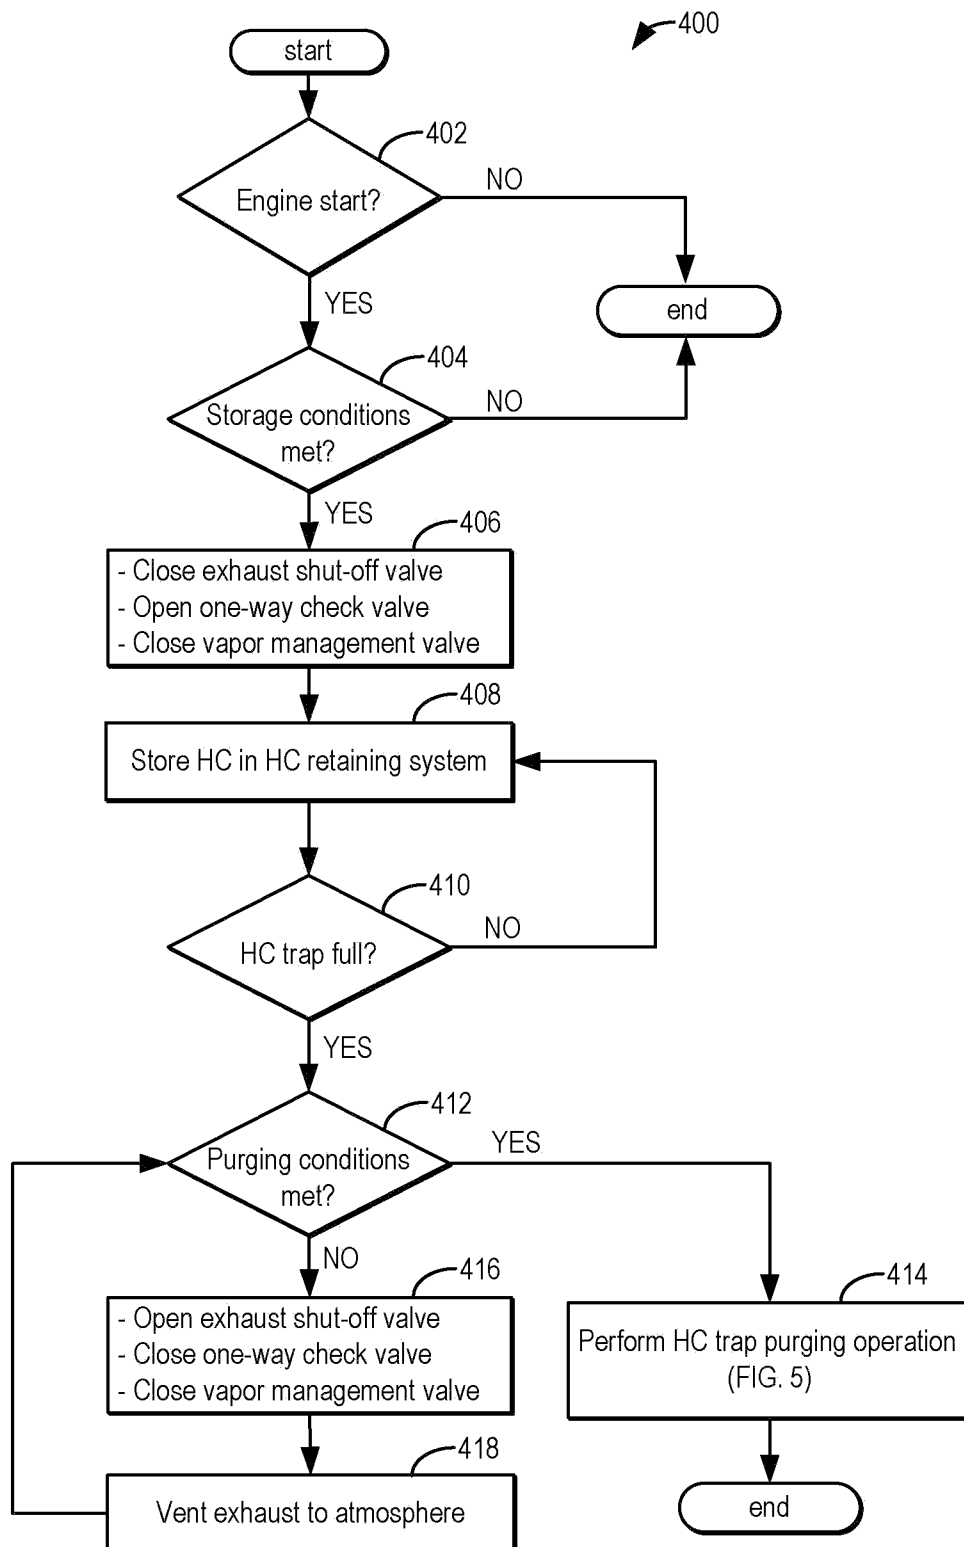 400
start
402
Engine start?
NO
YES
end
404
Storage conditions
met?
NO
YES
406
- Close exhaust shut-off valve
- Open one-way check valve
- Close vapor management valve
408
Store HC in HC retaining system
410
HC trap full?
NO
YES
412
Purging conditions
met?
YES
NO
416
- Open exhaust shut-off valve
- Close one-way check valve
- Close vapor management valve
414
Perform HC trap purging operation
(FIG. 5)
418
Vent exhaust to atmosphere
end